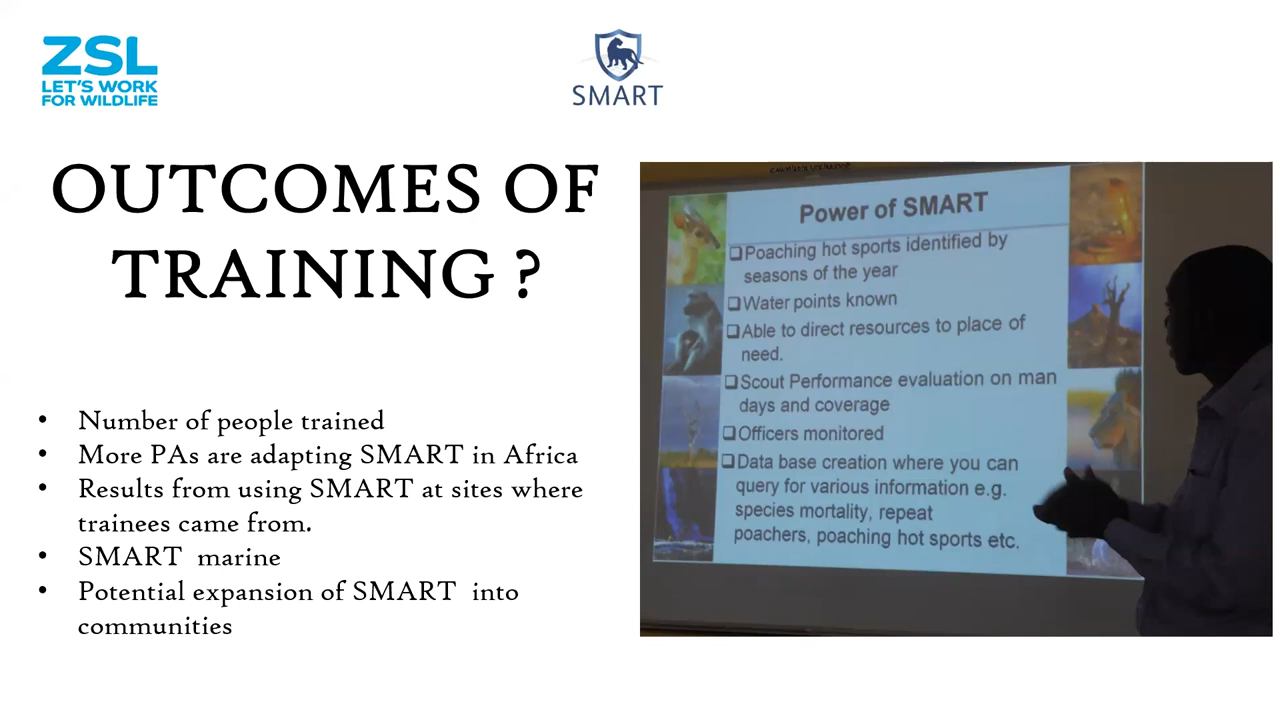 ZSL
LET'S WORK
FOR WILDLIFE
SMART
OUTCOMES OF
TRAINING ?
• Number of people trained
• More PAs are adapting SMART in Africa
• Results from using SMART at sites where
trainees came from.
• SMART marine
• Potential expansion of SMART into
communities
Power of SMART
❑Poaching hot sports identified by
seasons of the year
❑Water points known
❑Able to direct resources to place of
need.
❑Scout Performance evaluation on man
days and coverage
❑Officers monitored
❑Data base creation where you can
query for various information e.g.
species mortality, repeat
poachers, poaching hot sports etc.